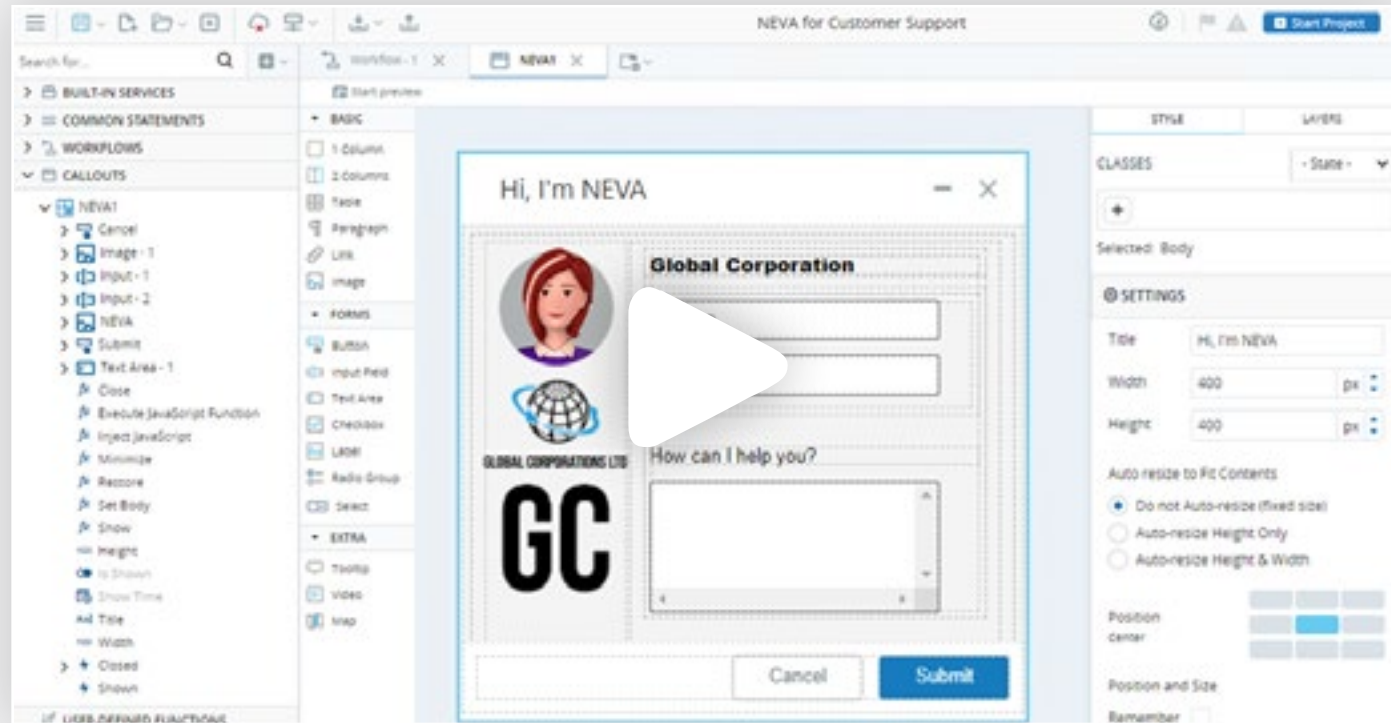 NEVA for Customer Support
Start Project
Search for...
Workflow - 1
NEVA1
BUILT-IN SERVICES
Start preview
COMMON STATEMENTS
WORKFLOWS
CALLOUTS
NEVA1
Cancel
Image - 1
Input - 1
Input - 2
NEVA
Submit
Text Area - 1
Close
Execute JavaScript Function
Inject JavaScript
Minimize
Restore
Set Body
Show
Height
Is Shown
Show Time
Title
Width
Closed
Shown
USER-DEFINED FUNCTIONS
BASIC
1 Column
2 Columns
Table
Paragraph
Link
Image
FORMS
Button
Input Field
Text Area
Checkbox
Label
Radio Group
Select
EXTRA
Tooltip
Video
Map
Hi, I'm NEVA
Global Corporation
GLOBAL CORPORATIONS LTD
GC
How can I help you?
Cancel
Submit
STYLE
LAYERS
CLASSES
- State -
Selected: Body
SETTINGS
Title
Hi, I'm NEVA
Width
400
px
Height
400
px
Auto resize to Fit Contents
Do not Auto-resize (fixed size)
Auto-resize Height Only
Auto-resize Height & Width
Position
center
Position and Size
Remember